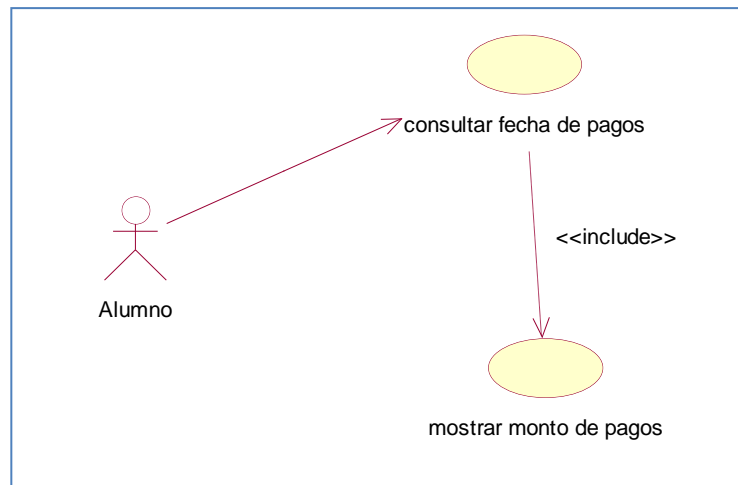 consultar fecha de pagos
<<include>>
Alumno
mostrar monto de pagos